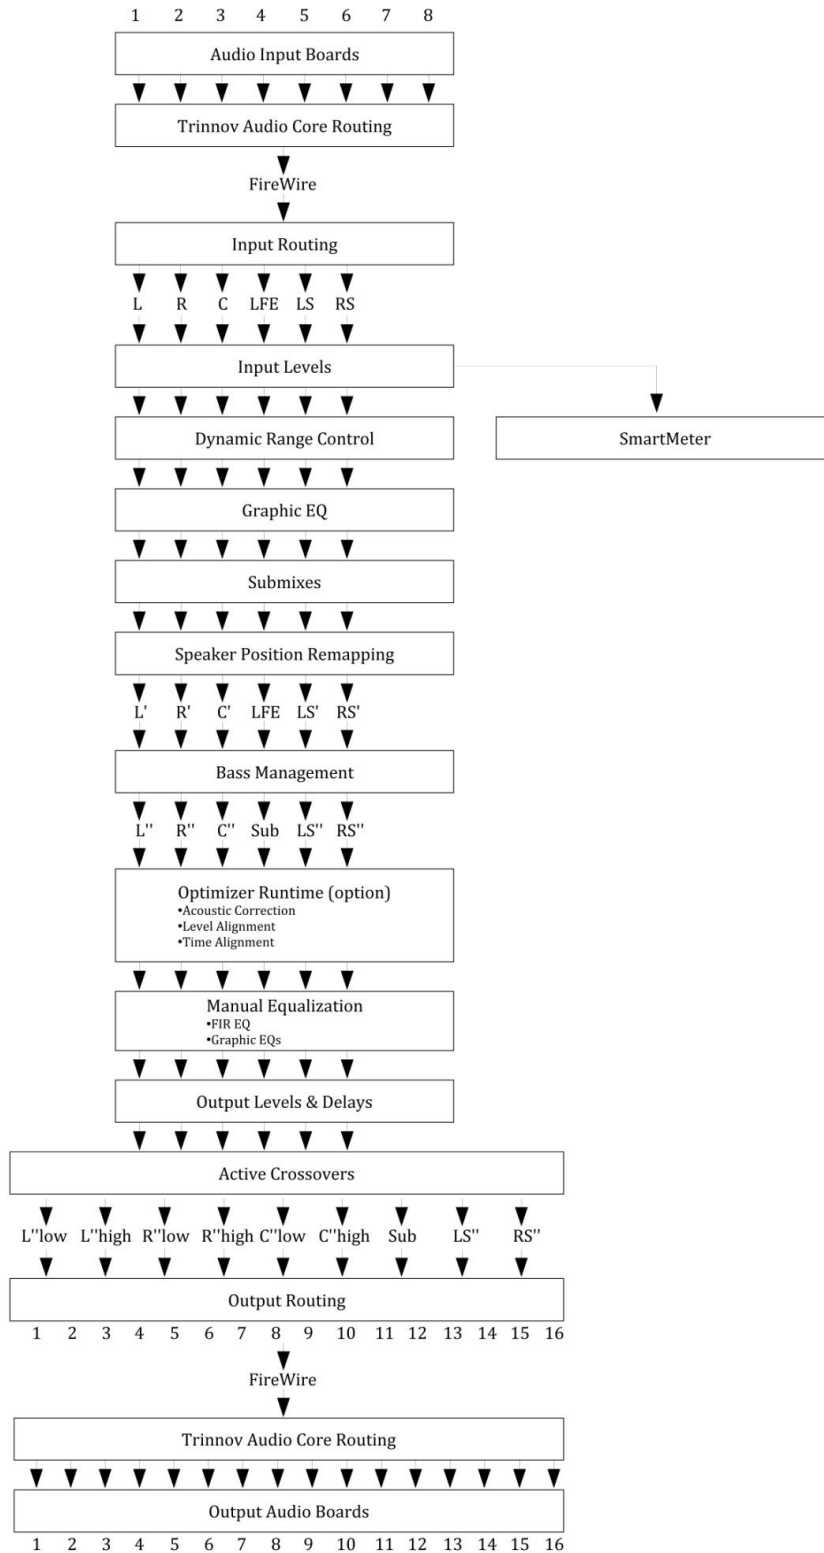 1 2 3 4 5 6 7 8
Audio Input Boards
Trinnov Audio Core Routing
FireWire
Input Routing
L R C LFE LS RS
Input Levels
Dynamic Range Control
SmartMeter
Graphic EQ
Submixes
Speaker Position Remapping
L' R' C' LFE LS' RS'
Bass Management
L'' R'' C'' Sub LS'' RS''
Optimizer Runtime (option)
•Acoustic Correction
•Level Alignment
•Time Alignment
Manual Equalization
•FIR EQ
•Graphic EQs
Output Levels & Delays
Active Crossovers
L''low L''high R''low R''high C''low C''high Sub LS'' RS''
Output Routing
1 2 3 4 5 6 7 8 9 10 11 12 13 14 15 16
FireWire
Trinnov Audio Core Routing
Output Audio Boards
1 2 3 4 5 6 7 8 9 10 11 12 13 14 15 16